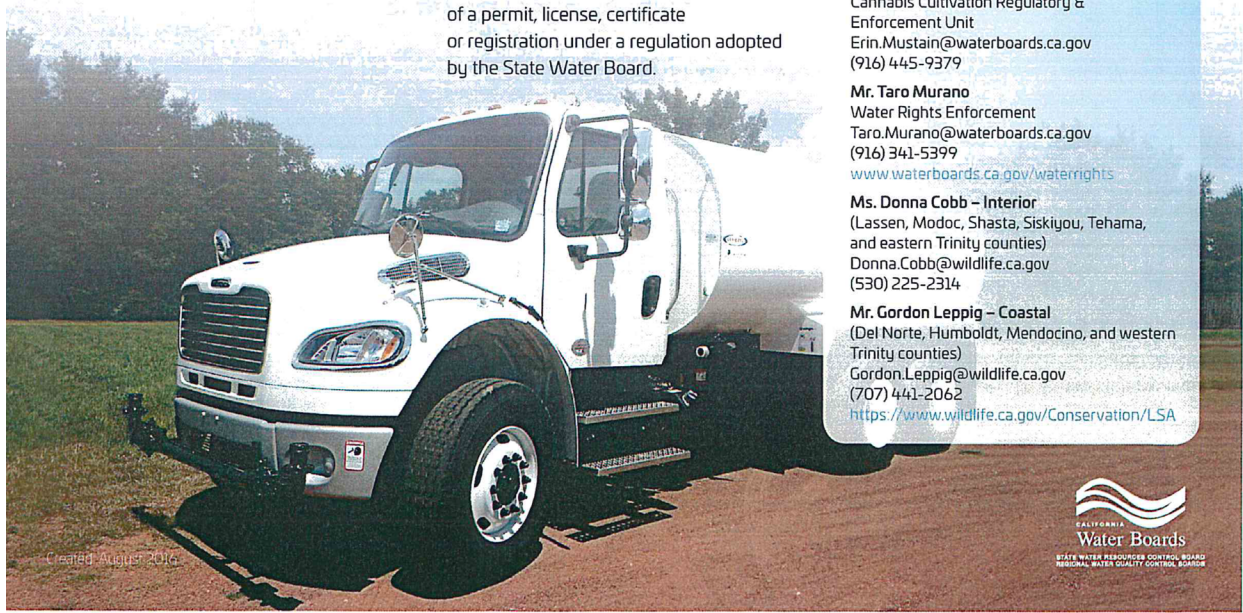 of a permit, license, certificate
or registration under a regulation adopted
by the State Water Board.
Cannabis Cultivation Regulatory &
Enforcement Unit
Erin.Mustain@waterboards.ca.gov
(916) 445-9379
Mr. Taro Murano
Water Rights Enforcement
Taro.Murano@waterboards.ca.gov
(916) 341-5399
www.waterboards.ca.gov/waterrights
Ms. Donna Cobb – Interior
(Lassen, Modoc, Shasta, Siskiyou, Tehama,
and eastern Trinity counties)
Donna.Cobb@wildlife.ca.gov
(530) 225-2314
Mr. Gordon Leppig – Coastal
(Del Norte, Humboldt, Mendocino, and western
Trinity counties)
Gordon.Leppig@wildlife.ca.gov
(707) 441-2062
https://www.wildlife.ca.gov/Conservation/LSA
Created August 2016
CALIFORNIA
Water Boards
STATE WATER RESOURCES CONTROL BOARD
REGIONAL WATER QUALITY CONTROL BOARDS